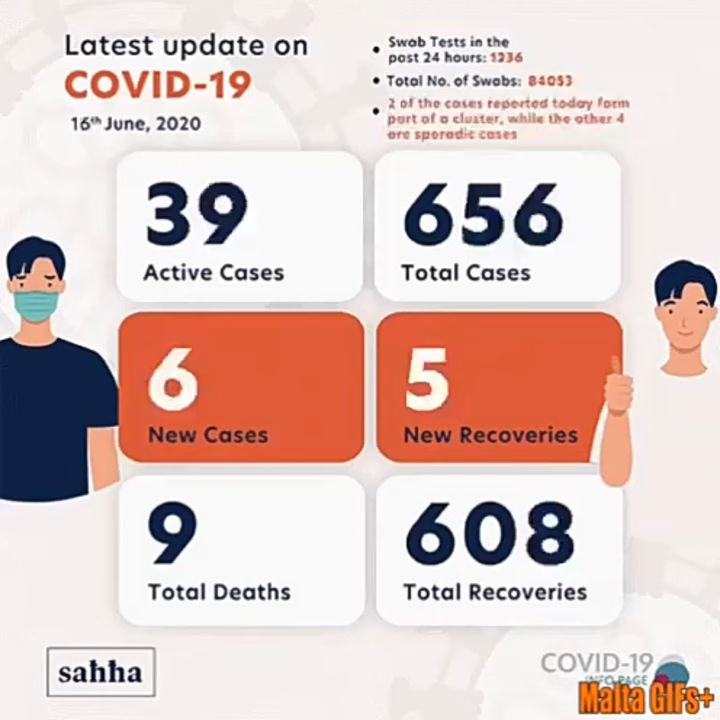 Latest update on
COVID-19
16th June, 2020
• Swab Tests in the
past 24 hours: 1236
• Total No. of Swabs: 84053
• 2 of the cases reported today form
part of a cluster, while the other 4
are sporadic cases
39
Active Cases
656
Total Cases
6
New Cases
5
New Recoveries
9
Total Deaths
608
Total Recoveries
saħħa
COVID-19
INFO PAGE
Malta GIFs+